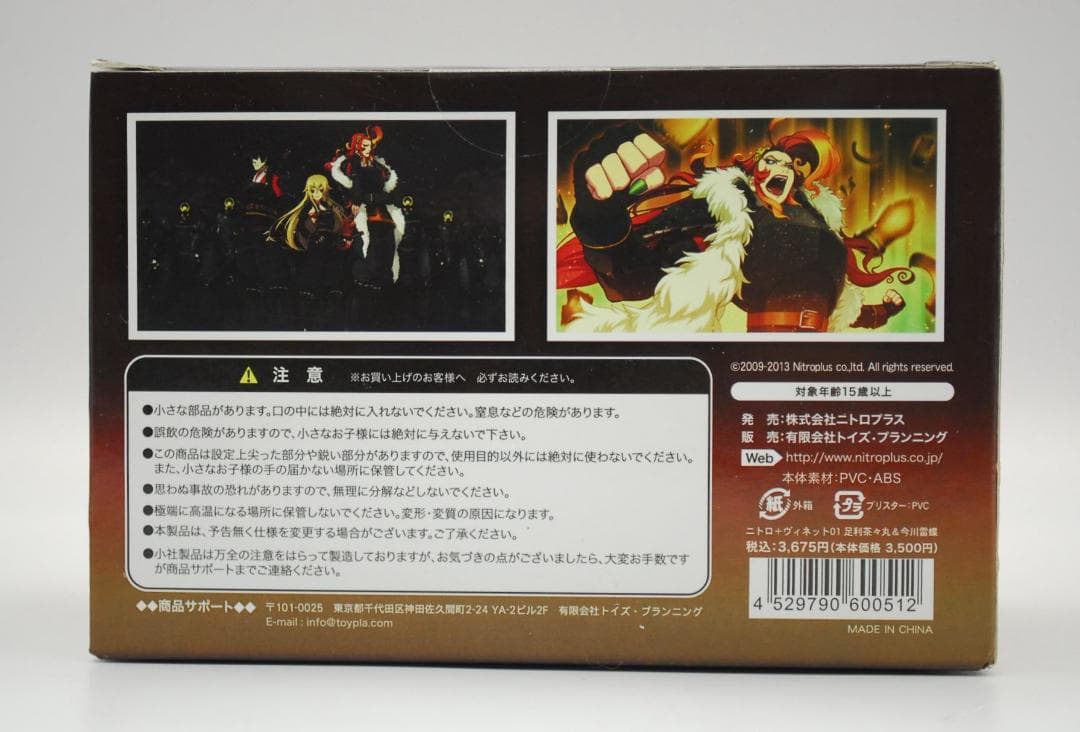 ⚠ 注意 ※お買い上げのお客様へ 必ずお読みください。
●小さな部品があります。口の中には絶対に入れないでください。窒息などの危険があります。
●誤飲の危険がありますので、小さなお子様には絶対に与えないで下さい。
●この商品は設定上尖った部分や鋭い部分がありますので、使用目的以外には絶対に使わないでください。
また、小さなお子様の手の届かない場所に保管してください。
●思わぬ事故の恐れがありますので、無理に分解などしないでください。
●極端に高温になる場所に保管しないでください。変形・変質の原因になります。
●本製品は、予告無く仕様を変更する場合がございます。ご了承ください。
●小社製品は万全の注意をはらって製造しておりますが、お気づきの点がございましたら、大変お手数ですが
が商品サポートまでご連絡ください。
◆◆商品サポート◆◆ 〒101-0025 東京都千代田区神田佐久間町2-24 YA-2ビル2F 有限会社トイズ・プランニング
E-mail : info@toypla.com
©2009-2013 Nitroplus co,ltd. All rights reserved.
対象年齢15歳以上
発 売:株式会社ニトロプラス
販 売:有限会社トイズ・プランニング
Web http://www.nitroplus.co.jp/
本体素材:PVC・ABS
紙 外箱 プラ ブリスター:PVC
ニトロ+ヴィネット01 足利茶々丸&今川雷蝶
税込:3,675円(本体価格 3,500円)
4 529790 600512
MADE IN CHINA